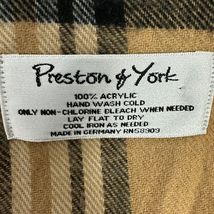 Preston & York
100% ACRYLIC
HAND WASH COLD
ONLY NON-CHLORINE BLEACH WHEN NEEDED
LAY FLAT TO DRY
COOL IRON AS NEEDED
MADE IN GERMANY RN58909